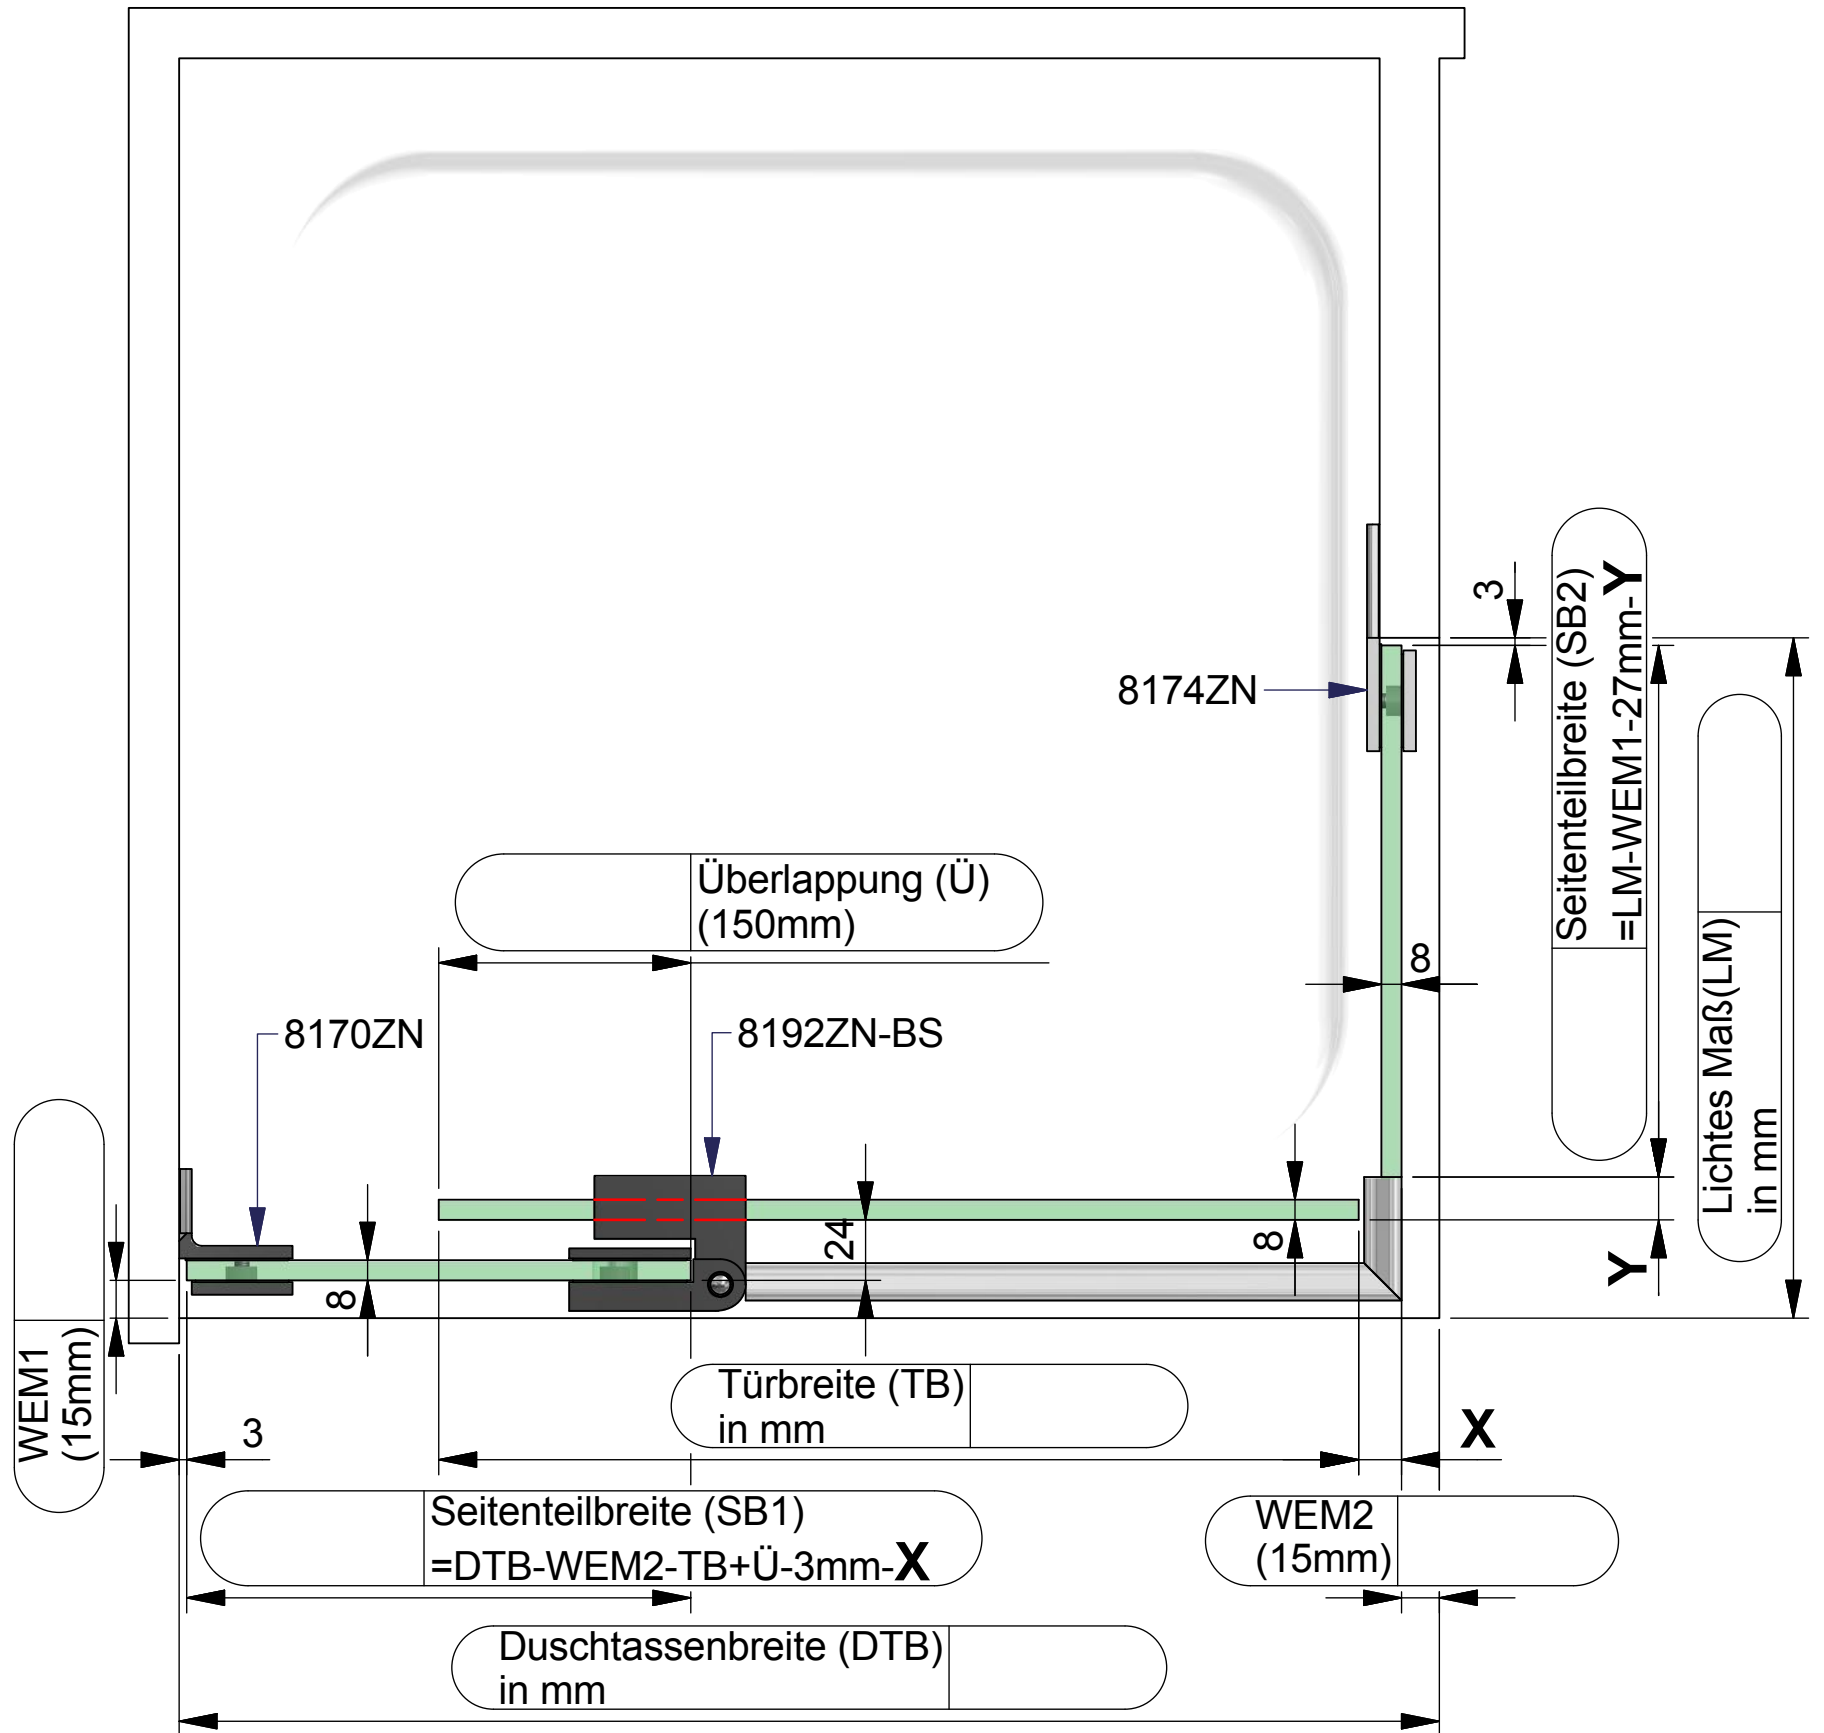 3
Seitenteilbreite (SB2)
=LM-WEM1-27mm-Y
8174ZN
Überlappung (Ü)
(150mm)
8
Lichtes Maß(LM)
in mm
8170ZN
8192ZN-BS
24
8
8
Y
WEM1
(15mm)
Türbreite (TB)
in mm
3
X
Seitenteilbreite (SB1)
=DTB-WEM2-TB+Ü-3mm-X
WEM2
(15mm)
Duschtassenbreite (DTB)
in mm